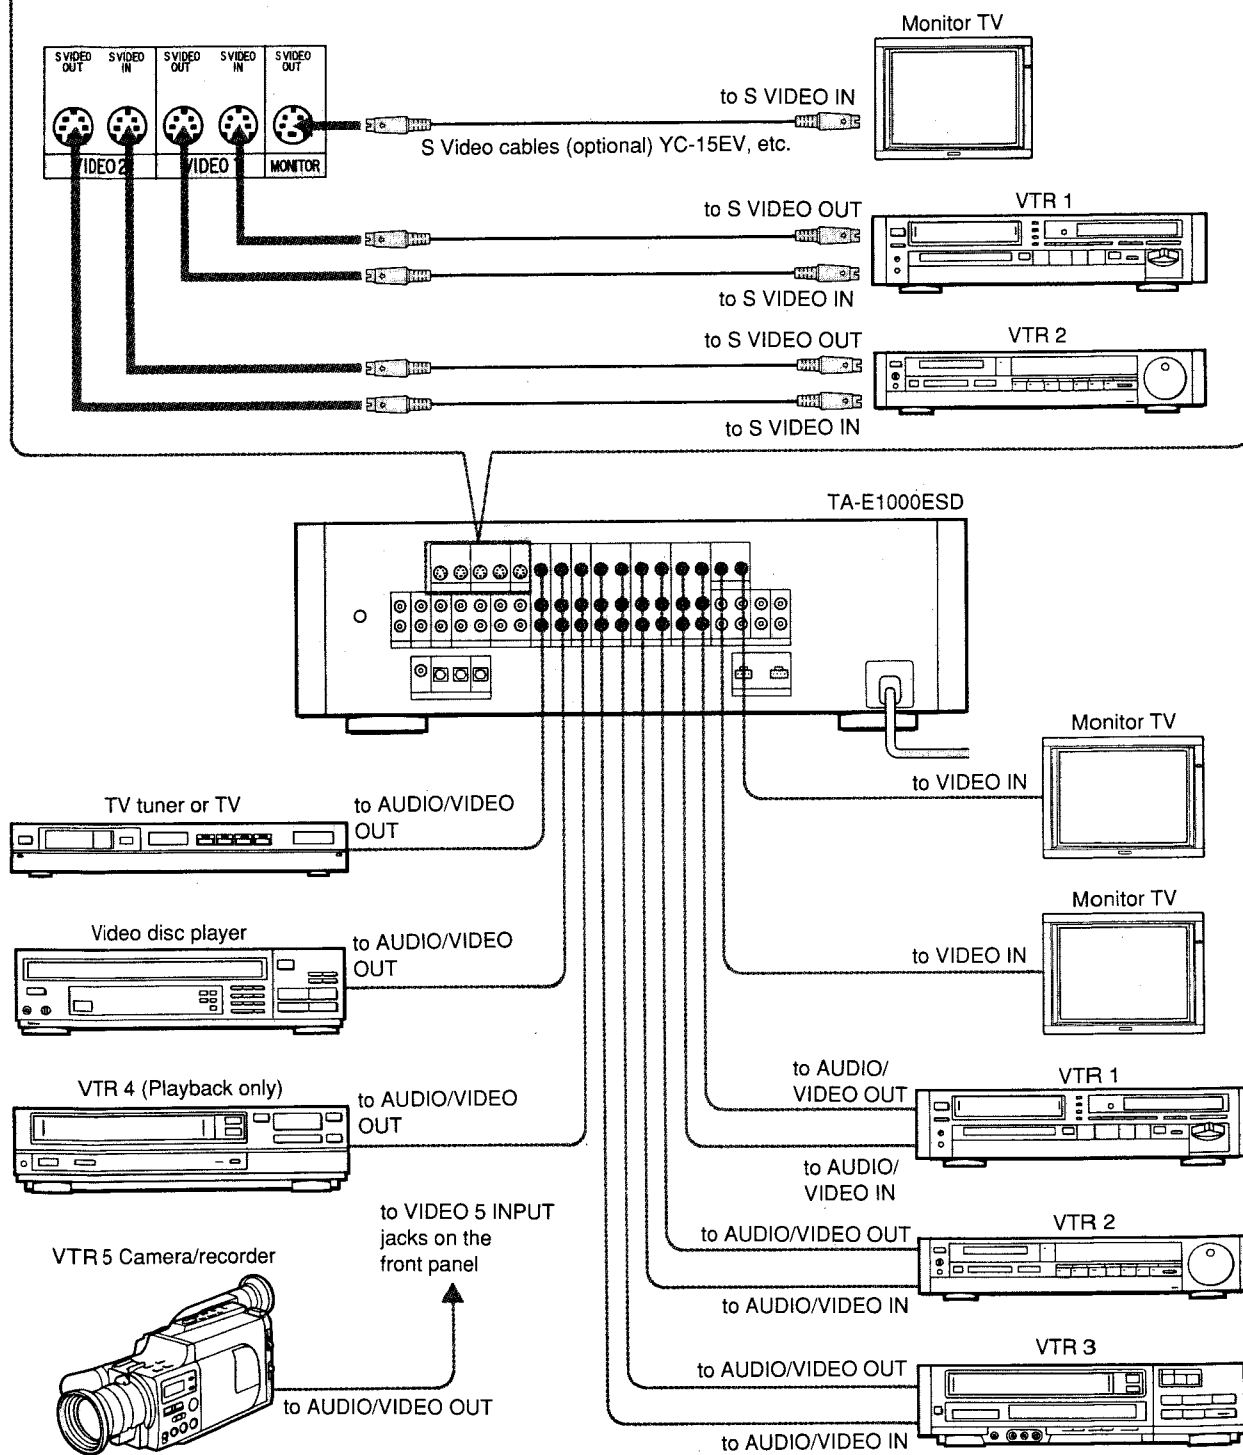 Monitor TV
S VIDEO OUT
S VIDEO IN
S VIDEO OUT
S VIDEO IN
S VIDEO OUT
to S VIDEO IN
S Video cables (optional) YC-15EV, etc.
VIDEO 2
VIDEO 1
MONITOR
VTR 1
to S VIDEO OUT
to S VIDEO IN
VTR 2
to S VIDEO OUT
to S VIDEO IN
TA-E1000ESD
Monitor TV
to VIDEO IN
TV tuner or TV
to AUDIO/VIDEO
OUT
Monitor TV
to VIDEO IN
Video disc player
to AUDIO/VIDEO
OUT
to AUDIO/
VIDEO OUT
VTR 1
to AUDIO/
VIDEO IN
VTR 4 (Playback only)
to AUDIO/VIDEO
OUT
to VIDEO 5 INPUT
jacks on the
front panel
VTR 2
to AUDIO/VIDEO OUT
to AUDIO/VIDEO IN
VTR 5 Camera/recorder
to AUDIO/VIDEO OUT
VTR 3
to AUDIO/VIDEO OUT
to AUDIO/VIDEO IN